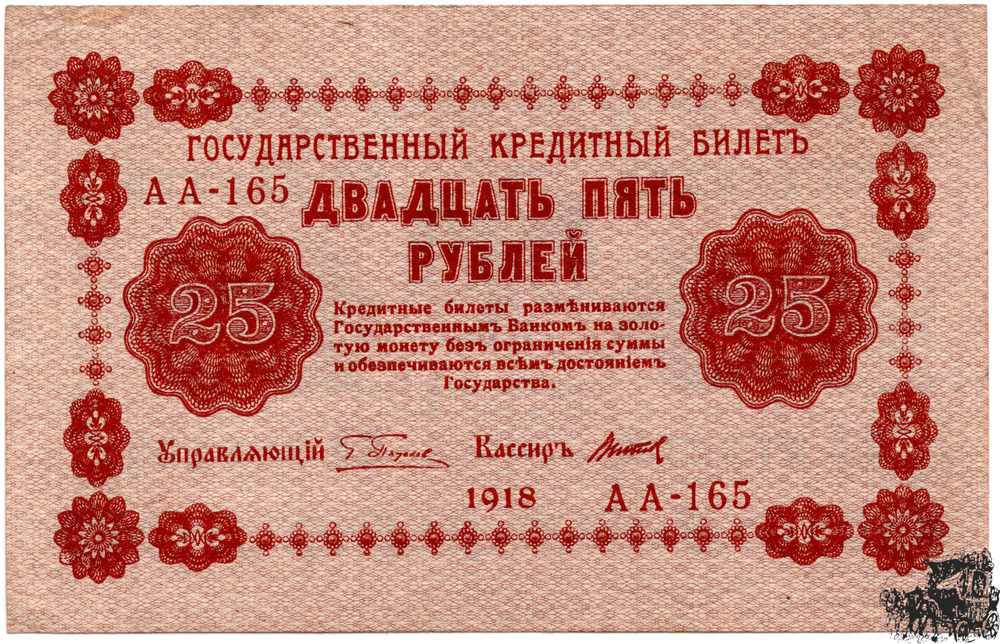 ГОСУДАРСТВЕННЫЙ КРЕДИТНЫЙ БИЛЕТЪ
АА-165
ДВАДЦАТЬ ПЯТЬ
РУБЛЕЙ
25
25
Кредитные билеты размѣниваются
Государственнымъ Банкомъ на золо-
тую монету безъ ограниченія суммы
и обезпечиваются всѣмъ достояніемъ
Государства.
Управляющій
Кассиръ
1918
АА-165